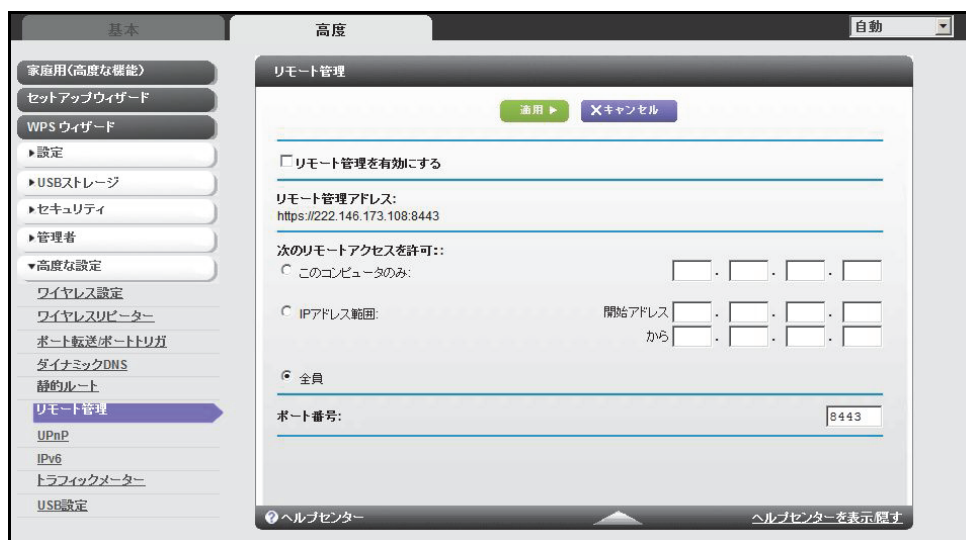 基本
高度
自動
家庭用(高度な機能)
セットアップウィザード
WPS ウィザード
設定
USBストレージ
セキュリティ
管理者
高度な設定
ワイヤレス設定
ワイヤレスリピーター
ポート転送/ポートトリガ
ダイナミックDNS
静的ルート
リモート管理
UPnP
IPv6
トラフィックメーター
USB設定
リモート管理
適用
Xキャンセル
リモート管理を有効にする
リモート管理アドレス:
https://222.146.173.108:8443
次のリモートアクセスを許可::
このコンピュータのみ:
IPアドレス範囲:
開始アドレス
から
全員
ポート番号:
8443
ヘルプセンター
ヘルプセンターを表示/隠す